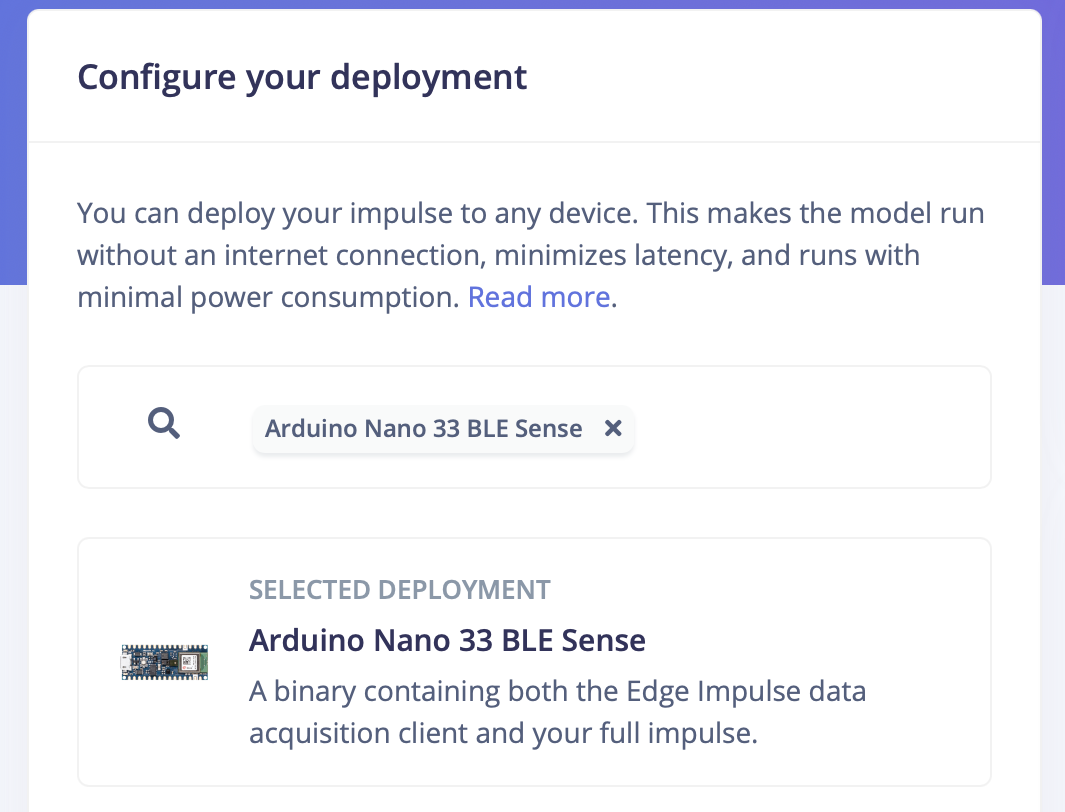 Configure your deployment
You can deploy your impulse to any device. This makes the model run
without an internet connection, minimizes latency, and runs with
minimal power consumption. Read more.
Arduino Nano 33 BLE Sense ×
SELECTED DEPLOYMENT
Arduino Nano 33 BLE Sense
A binary containing both the Edge Impulse data
acquisition client and your full impulse.